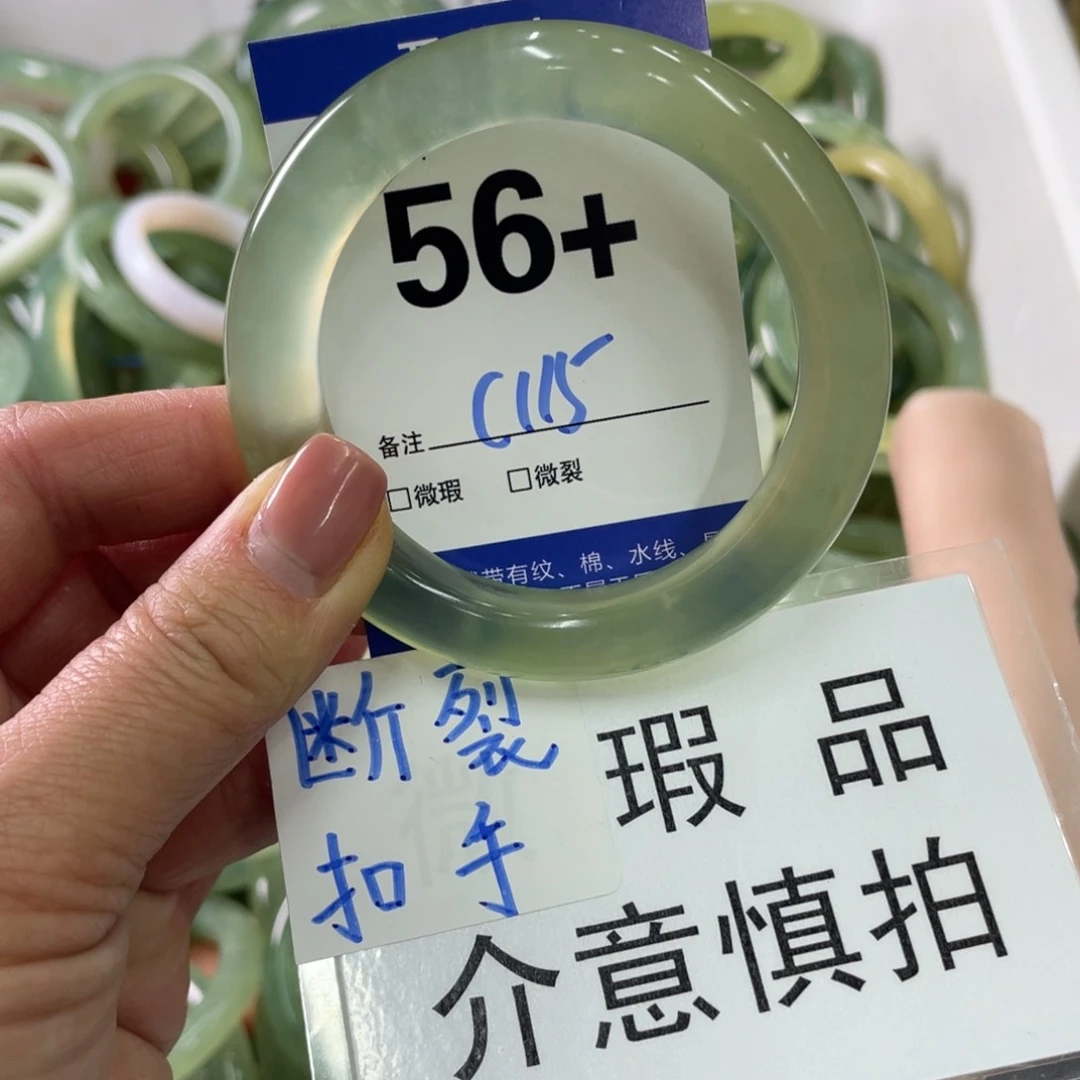 56+
C115
备注
□微瑕 □微裂
带有纹、棉、水线、
断裂 瑕品
扣手
介意慎拍